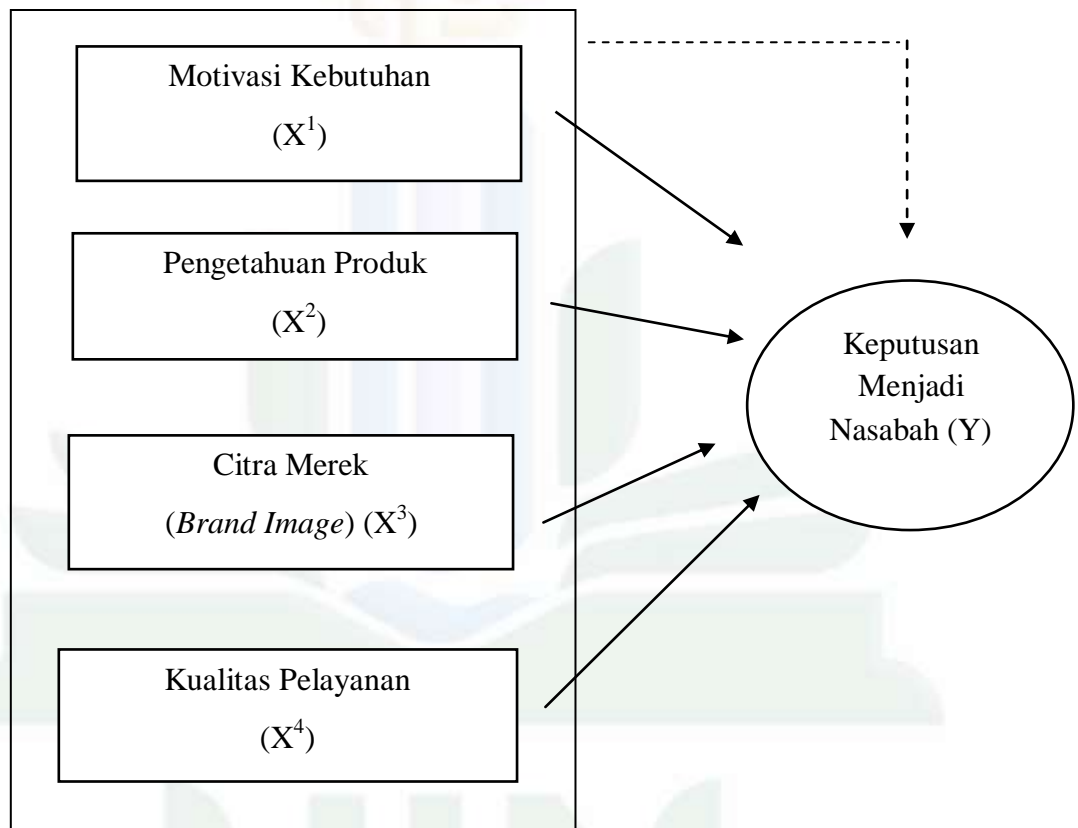 Motivasi Kebutuhan
(X¹)
Pengetahuan Produk
(X²)
Citra Merek
(Brand Image) (X³)
Kualitas Pelayanan
(X⁴)
Keputusan
Menjadi
Nasabah (Y)